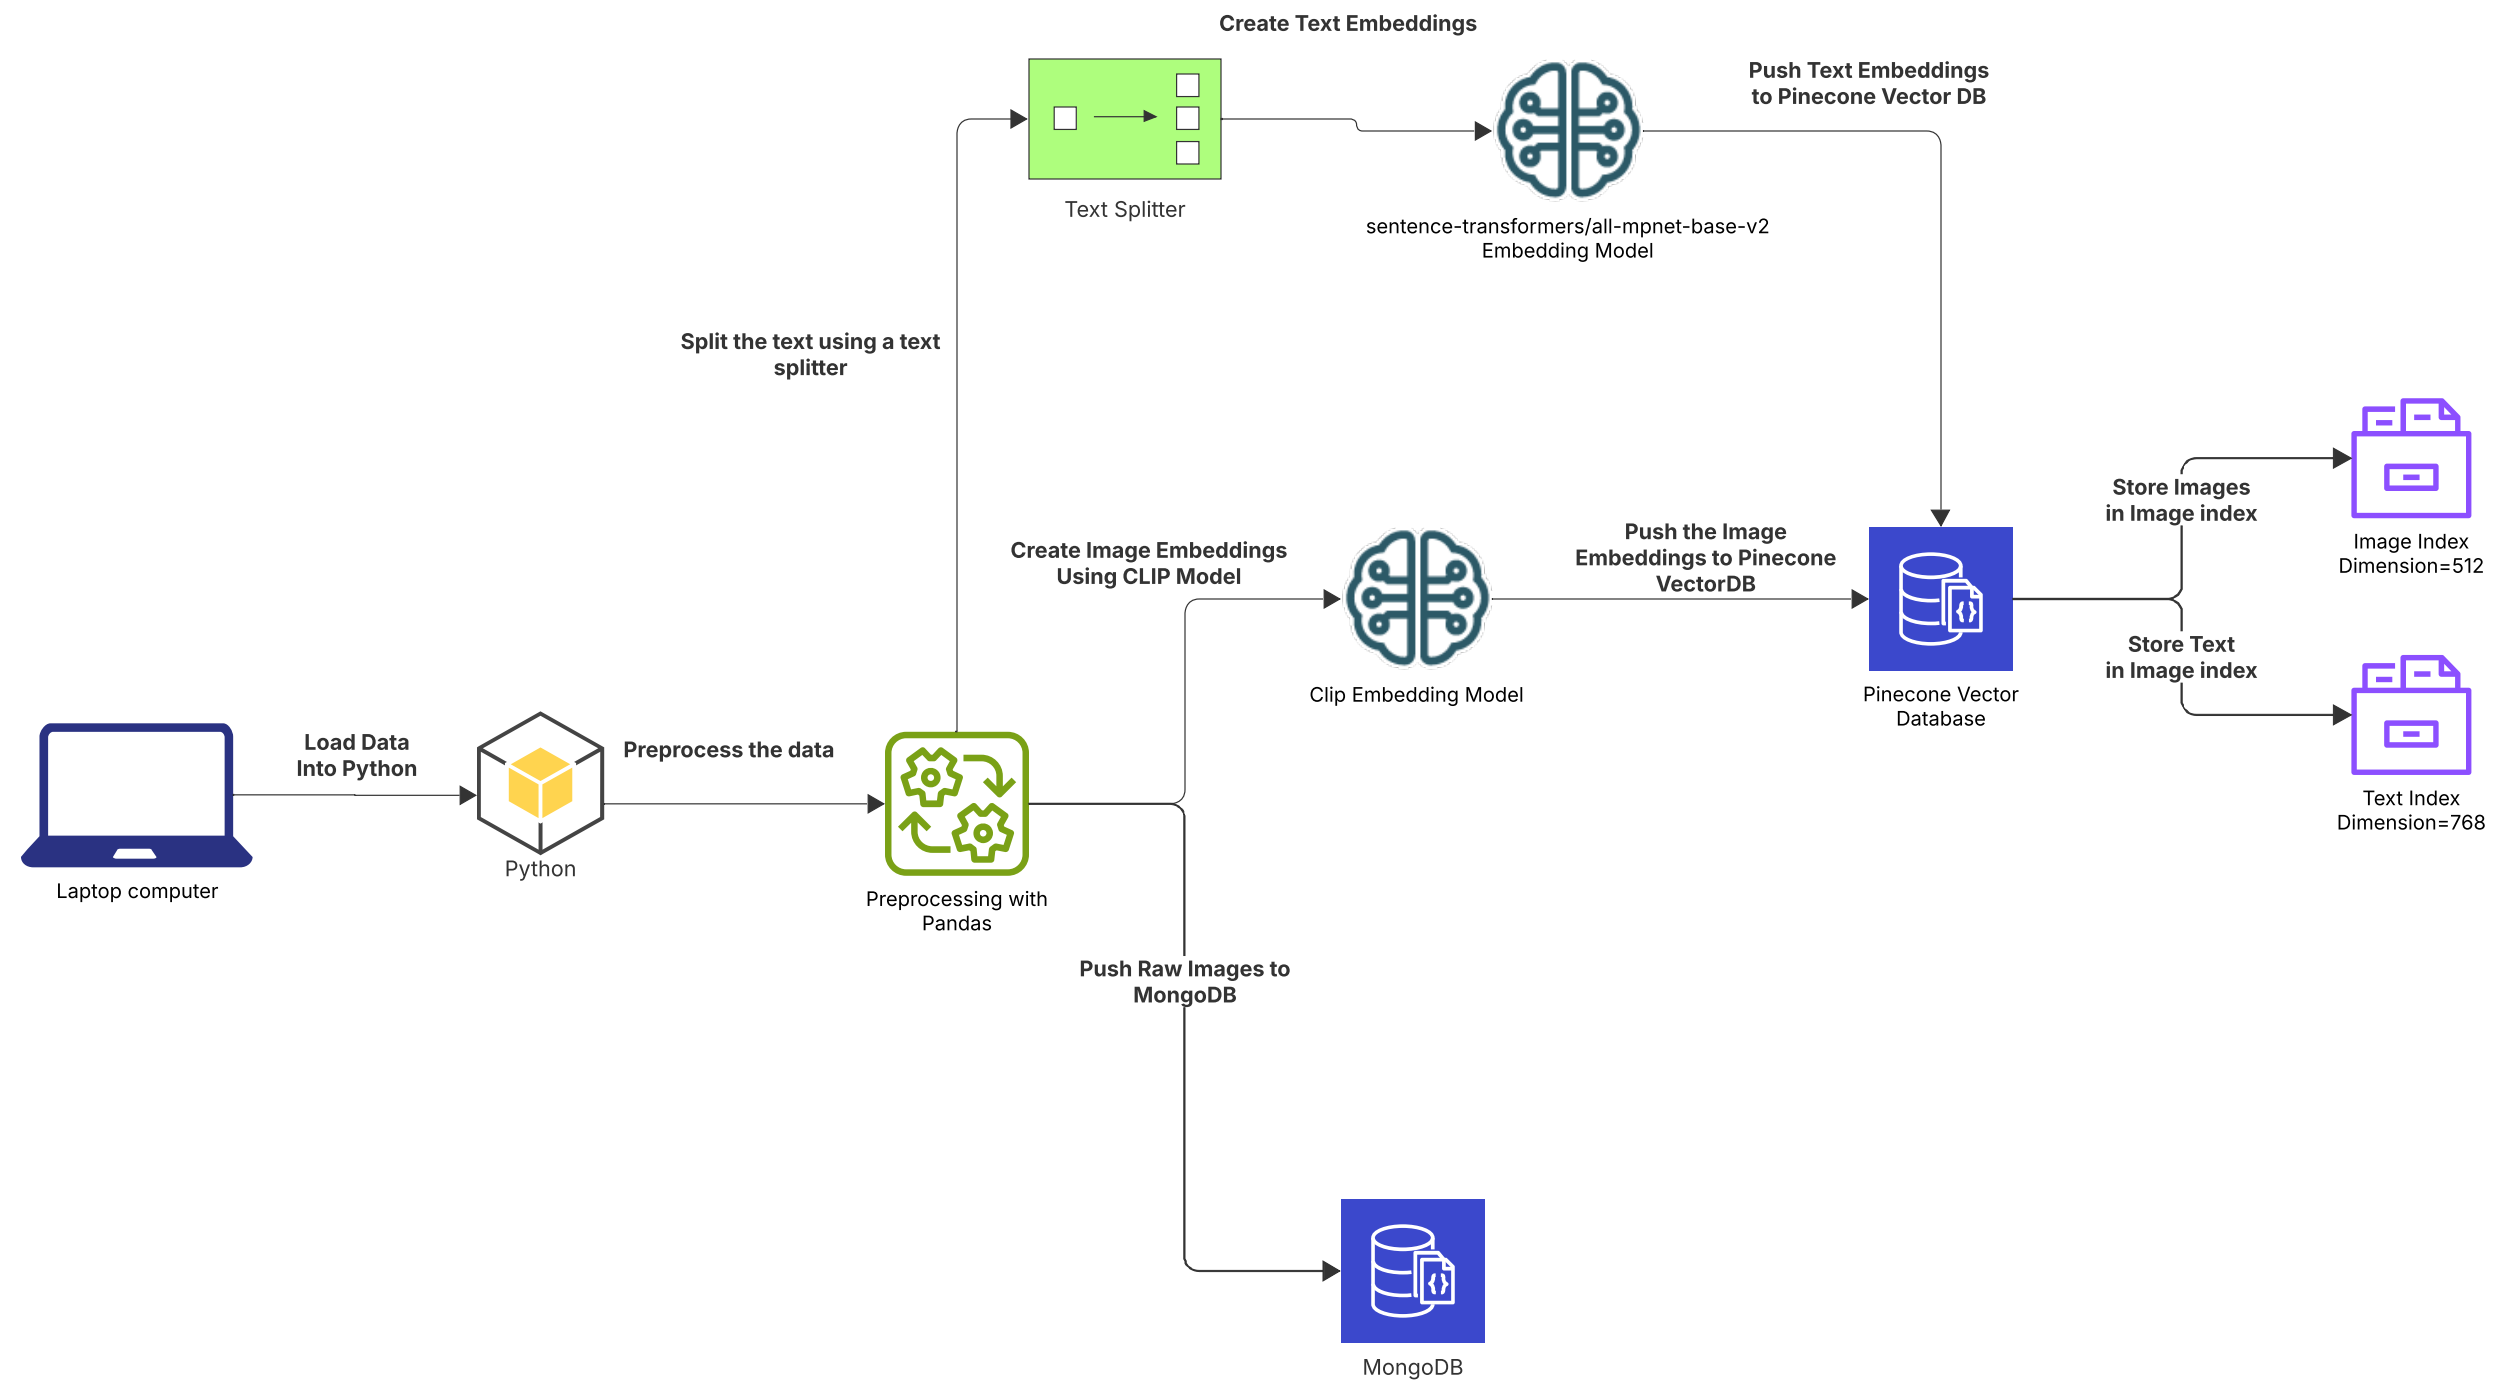 Create Text Embeddings
Push Text Embeddings
to Pinecone Vector DB
Text Splitter
sentence-transformers/all-mpnet-base-v2
Embedding Model
Split the text using a text
splitter
Create Image Embeddings
Using CLIP Model
Push the Image
Embeddings to Pinecone
VectorDB
Store Images
in Image index
Image Index
Dimension=512
Store Text
in Image index
Clip Embedding Model
Pinecone Vector
Database
Text Index
Dimension=768
Load Data
Into Python
Preprocess the data
Laptop computer
Python
Preprocessing with
Pandas
Push Raw Images to
MongoDB
MongoDB